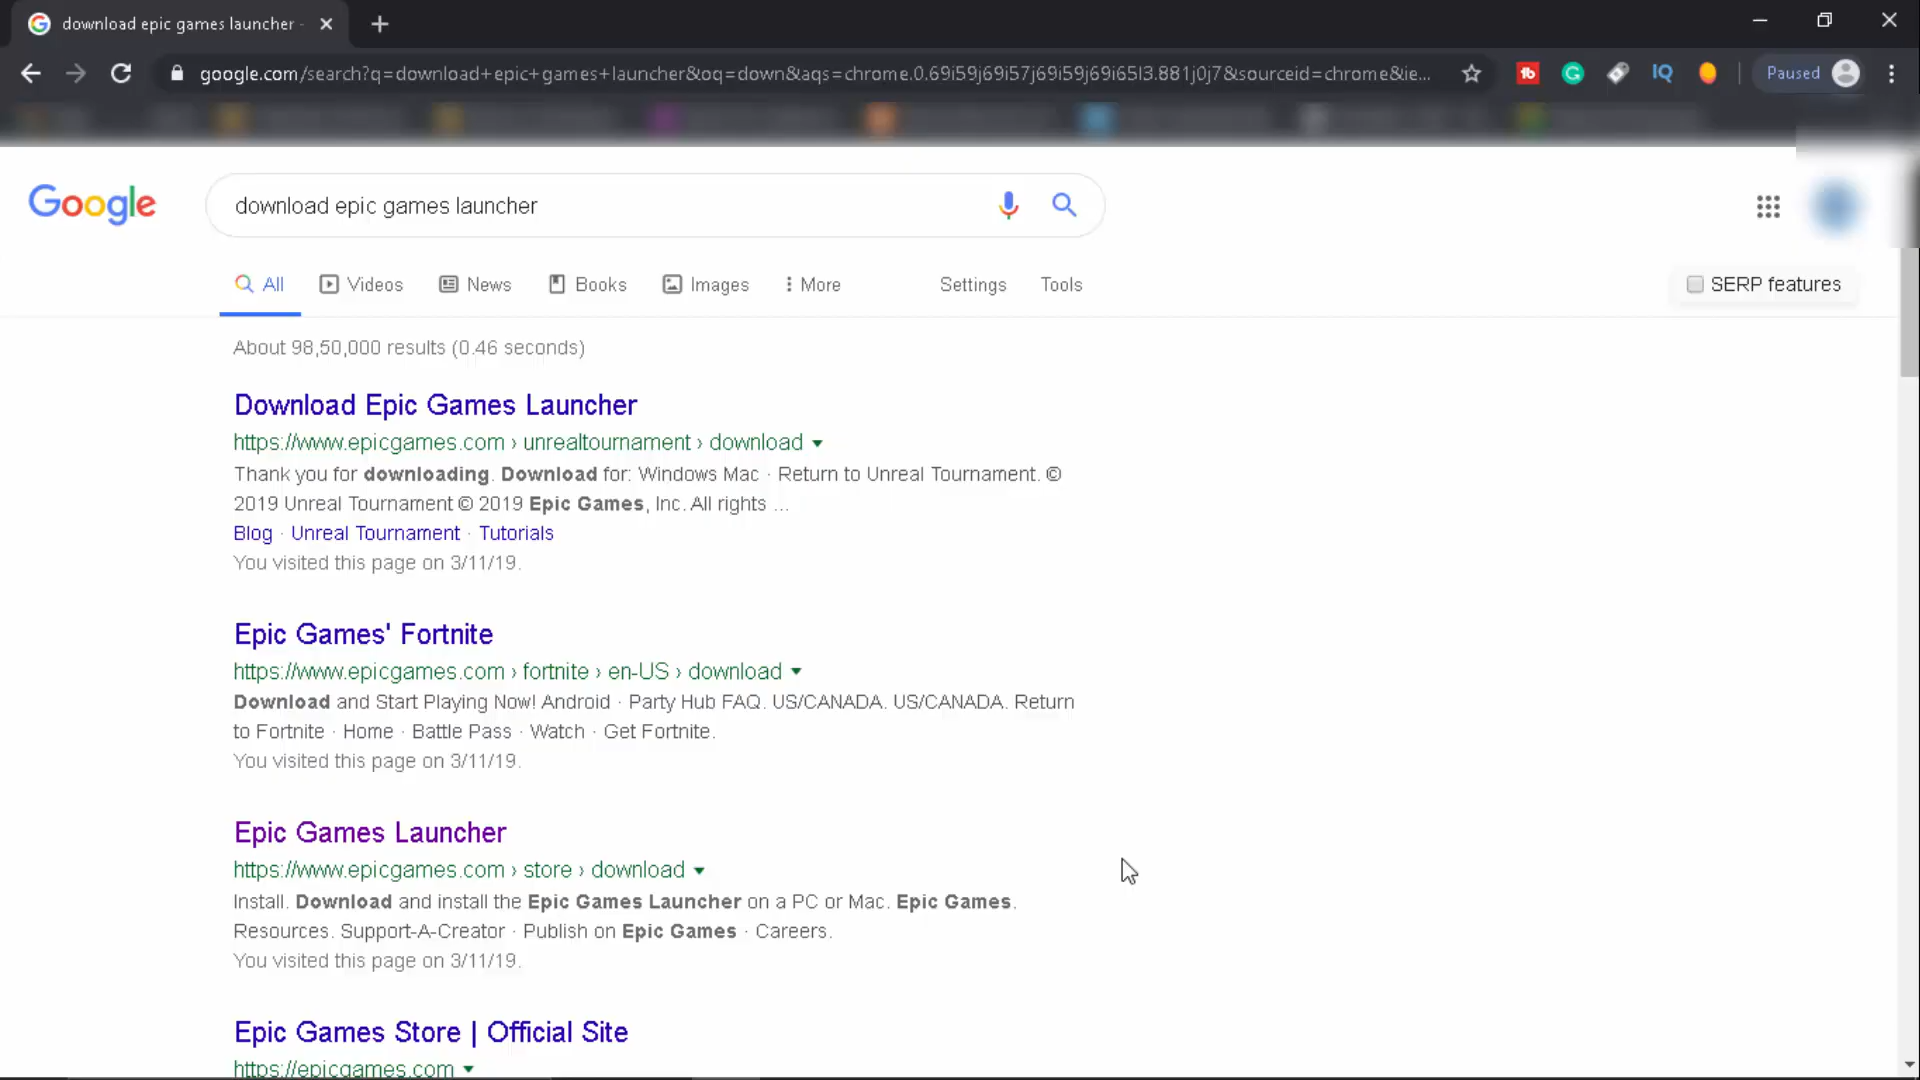 download epic games launcher -
google.com/search?q=download+epic+games+launcher&oq=down&aqs=chrome.0.69i59j69i57j69i59j69i65l3.881j0j7&sourceid=chrome&ie...
tb
G
IQ
Paused
Google
download epic games launcher
All
Videos
News
Books
Images
More
Settings
Tools
SERP features
About 98,50,000 results (0.46 seconds)
Download Epic Games Launcher
https://www.epicgames.com › unrealtournament › download
Thank you for downloading. Download for: Windows Mac · Return to Unreal Tournament. ©
2019 Unreal Tournament © 2019 Epic Games, Inc. All rights ...
Blog · Unreal Tournament · Tutorials
You visited this page on 3/11/19.
Epic Games' Fortnite
https://www.epicgames.com › fortnite › en-US › download
Download and Start Playing Now! Android · Party Hub FAQ. US/CANADA. US/CANADA. Return
to Fortnite · Home · Battle Pass · Watch · Get Fortnite.
You visited this page on 3/11/19.
Epic Games Launcher
https://www.epicgames.com › store › download
Install. Download and install the Epic Games Launcher on a PC or Mac. Epic Games.
Resources. Support-A-Creator · Publish on Epic Games · Careers.
You visited this page on 3/11/19.
Epic Games Store | Official Site
https://epicgames.com